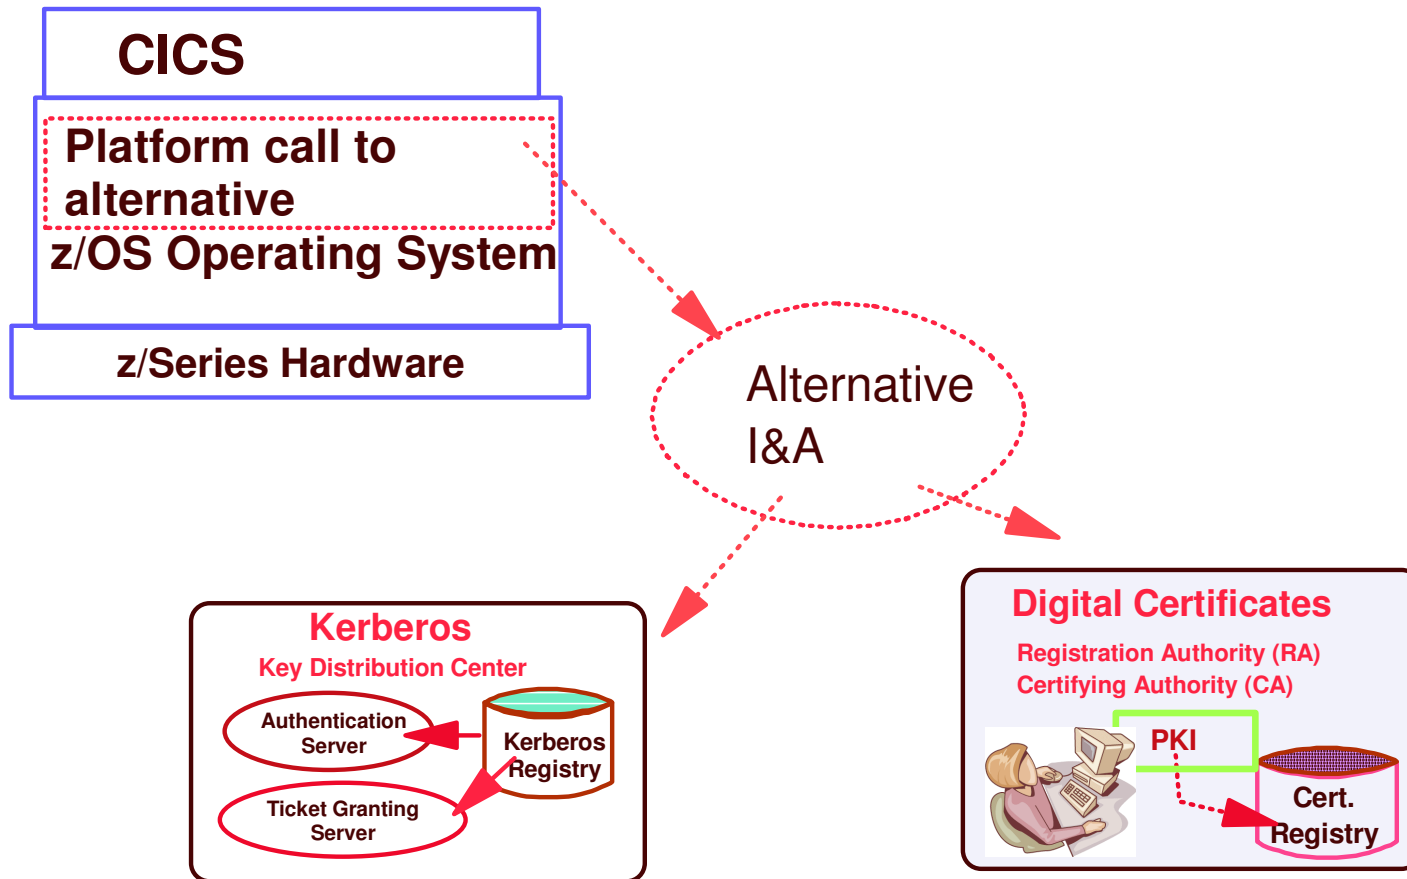 CICS
Platform call to
alternative
z/OS Operating System
z/Series Hardware
Alternative
I&A
Kerberos
Key Distribution Center
Authentication
Server
Kerberos
Registry
Ticket Granting
Server
Digital Certificates
Registration Authority (RA)
Certifying Authority (CA)
PKI
Cert.
Registry